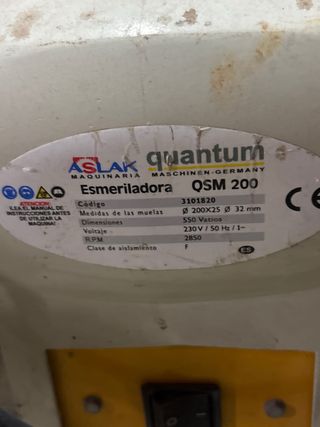 ASLAK quantum
MAQUINARIA MASCHINEN-GERMANY
Esmeriladora QSM 200
ATENCIÓN!
!LEA EL MANUAL DE
INSTRUCCIONES ANTES
DE UTILIZAR LA
MAQUINA!
Código 3101820
Medidas de las muelas Ø 200X25 Ø 32 mm
Dimensiones 550 Vatios
Voltaje 230V / 50 Hz / 1~
R.P.M 2850
Clase de aislamiento F
CE
ES